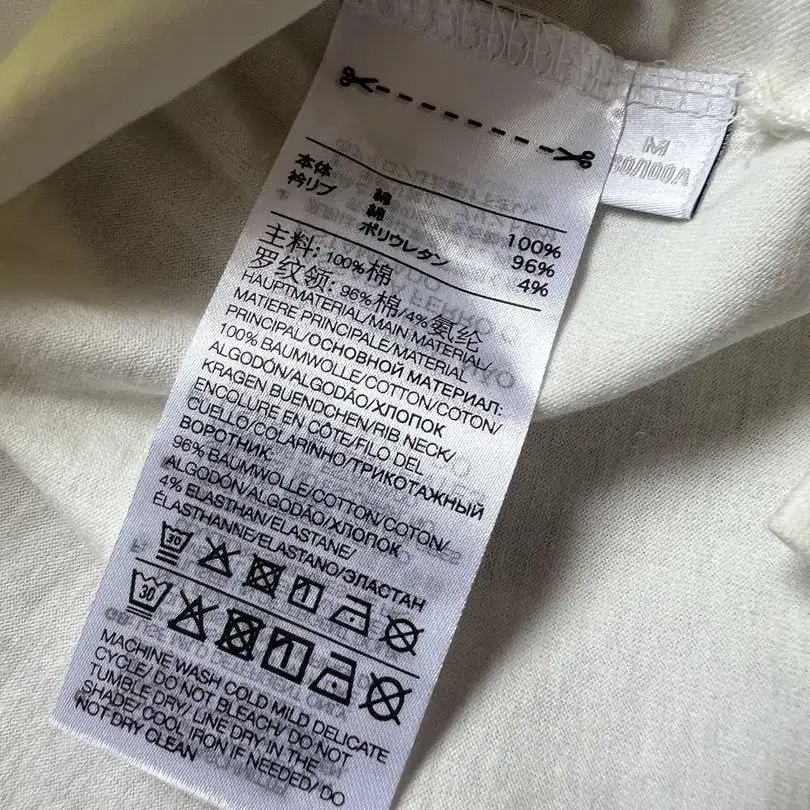 本体 綿 100%
衿リブ 綿 96%
ポリウレタン 4%
主料: 100%棉
罗纹领: 96%棉/4%氨纶
HAUPTMATERIAL/MAIN MATERIAL/
MATIERE PRINCIPALE/MATERIAL
PRINCIPAL/ОСНОВНОЙ МАТЕРИАЛ:
100% BAUMWOLLE/COTTON/COTON/
ALGODÓN/ALGODÃO/ХЛОПОК
KRAGEN BUENDCHEN/RIB NECK/
ENCOLURE EN CÔTE/FILO DEL
CUELLO/COLARINHO/ТРИКОТАЖНЫЙ
ВОРОТНИК:
96% BAUMWOLLE/COTTON/COTON/
ALGODÓN/ALGODÃO/ХЛОПОК
4% ELASTHAN/ELASTANE/
ÉLASTHANNE/ELASTANO/ЭЛАСТАН
30
30
MACHINE WASH COLD MILD DELICATE
CYCLE/ DO NOT BLEACH/ DO NOT
TUMBLE DRY/ LINE DRY IN THE
SHADE/ COOL IRON IF NEEDED/ DO
NOT DRY CLEAN
M